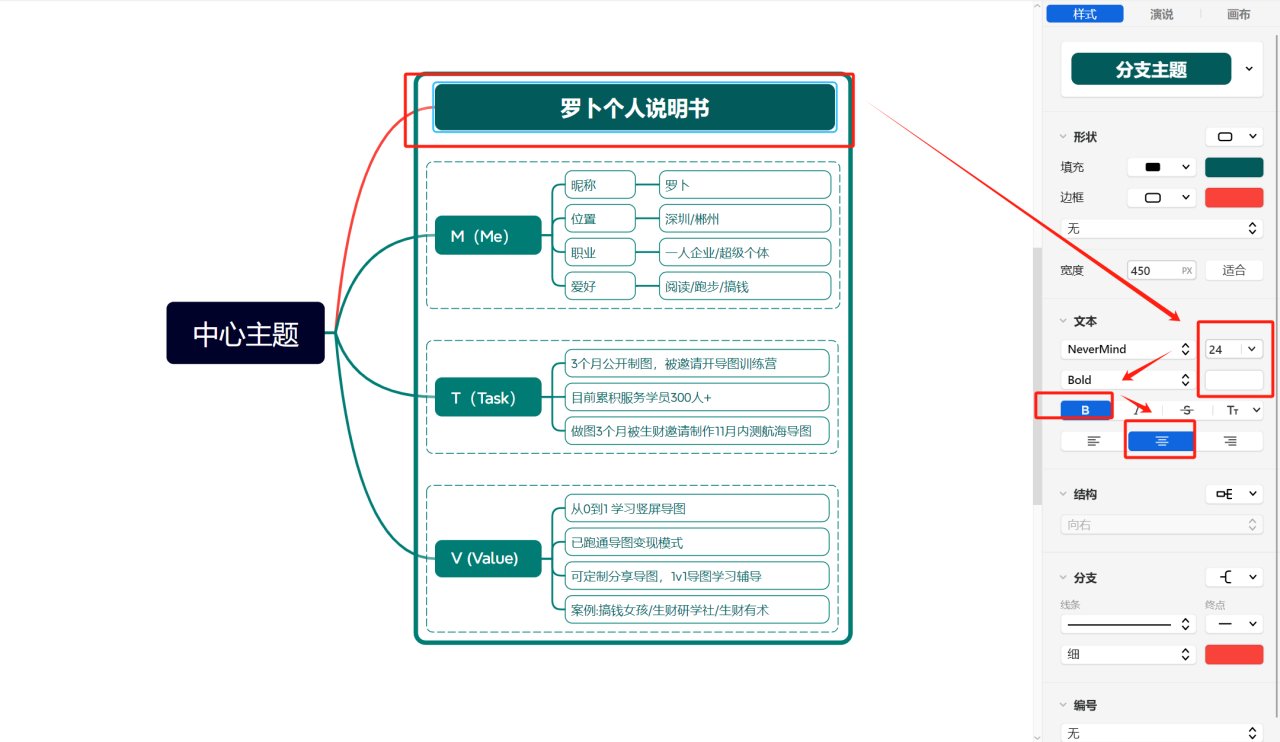 罗卜个人说明书
中心主题
M（Me）
昵称
罗卜
位置
深圳/郴州
职业
一人企业/超级个体
爱好
阅读/跑步/搞钱
T（Task）
3个月公开制图，被邀请开导图训练营
目前累积服务学员300人+
做图3个月被生财邀请制作11月内测航海导图
V (Value)
从0到1 学习竖屏导图
已跑通导图变现模式
可定制分享导图，1v1导图学习辅导
案例:搞钱女孩/生财研学社/生财有术
样式 演说 画布
分支主题
形状
填充
边框
无
宽度 450 PX 适合
文本
NeverMind 24
Bold
B I S Tт
结构
向右
分支
线条 终点
细
编号
无